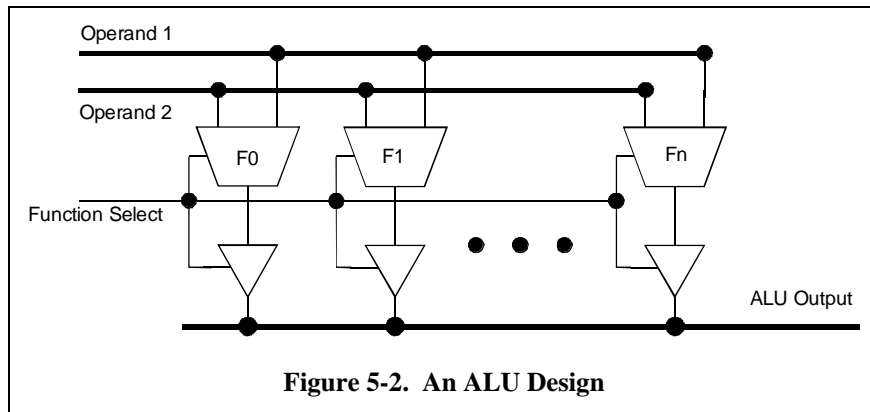 Operand 1
Operand 2
F0
F1
Fn
Function Select
ALU Output
Figure 5-2. An ALU Design